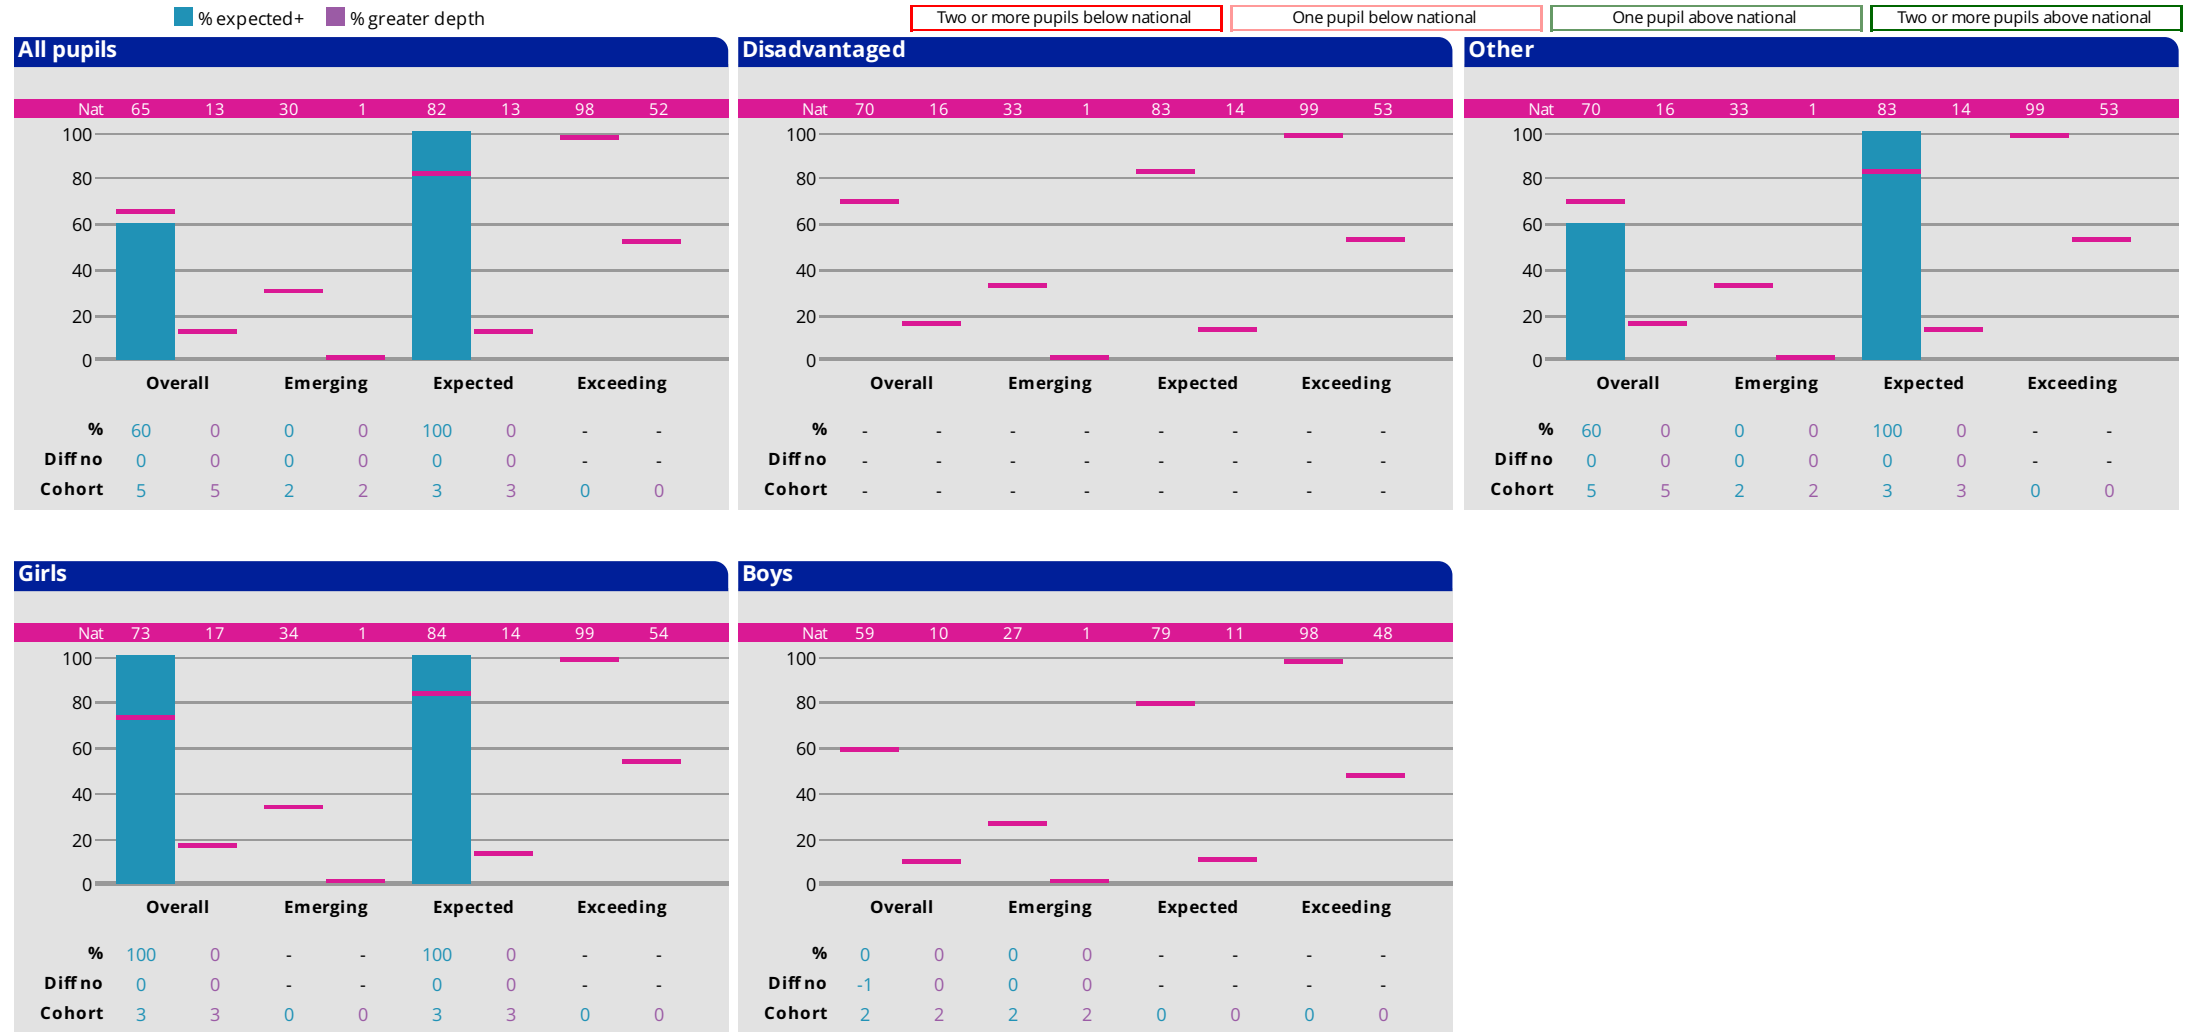 % expected+ % greater depth Two or more pupils below national One pupil below national One pupil above national Two or more pupils above national
All pupils
Nat 65 13 30 1 82 13 98 52
100
80
60
40
20
0
Overall Emerging Expected Exceeding
% 60 0 0 0 100 0 - -
Diff no 0 0 0 0 0 0 - -
Cohort 5 5 2 2 3 3 0 0
Disadvantaged
Nat 70 16 33 1 83 14 99 53
100
80
60
40
20
0
Overall Emerging Expected Exceeding
% - - - - - - - -
Diff no - - - - - - - -
Cohort - - - - - - - -
Other
Nat 70 16 33 1 83 14 99 53
100
80
60
40
20
0
Overall Emerging Expected Exceeding
% 60 0 0 0 100 0 - -
Diff no 0 0 0 0 0 0 - -
Cohort 5 5 2 2 3 3 0 0
Girls
Nat 73 17 34 1 84 14 99 54
100
80
60
40
20
0
Overall Emerging Expected Exceeding
% 100 0 - - 100 0 - -
Diff no 0 0 - - 0 0 - -
Cohort 3 3 0 0 3 3 0 0
Boys
Nat 59 10 27 1 79 11 98 48
100
80
60
40
20
0
Overall Emerging Expected Exceeding
% 0 0 0 0 - - - -
Diff no -1 0 0 0 - - - -
Cohort 2 2 2 2 0 0 0 0